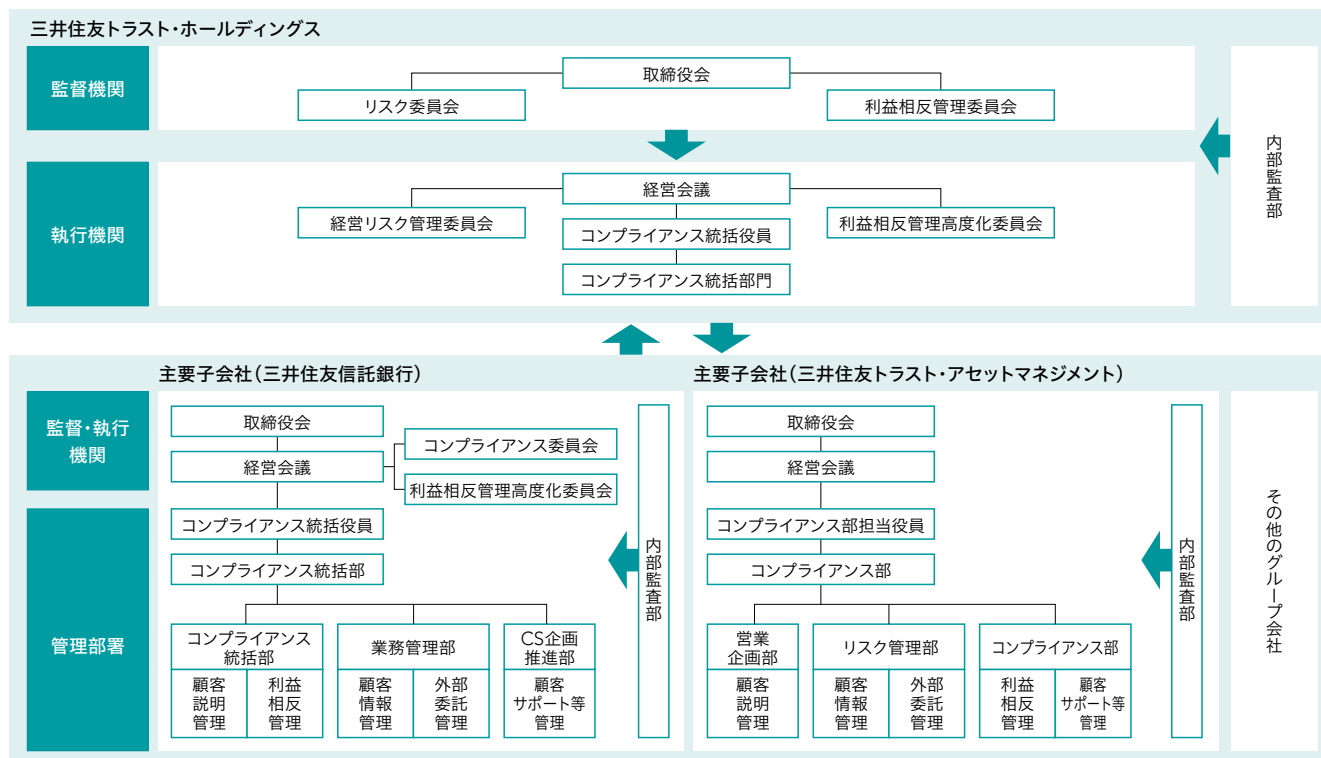 三井住友トラスト・ホールディングス
監督機関
取締役会
リスク委員会
利益相反管理委員会
執行機関
経営会議
経営リスク管理委員会
利益相反管理高度化委員会
コンプライアンス統括役員
コンプライアンス統括部門
内部監査部
主要子会社（三井住友信託銀行）
監督・執行
機関
取締役会
経営会議
コンプライアンス委員会
利益相反管理高度化委員会
管理部署
コンプライアンス統括役員
コンプライアンス統括部
コンプライアンス
統括部
顧客
説明
管理
利益
相反
管理
業務管理部
顧客
情報
管理
外部
委託
管理
CS企画
推進部
顧客
サポート等
管理
内部監査部
主要子会社（三井住友トラスト・アセットマネジメント）
取締役会
経営会議
コンプライアンス部担当役員
コンプライアンス部
営業
企画部
顧客
説明
管理
リスク管理部
顧客
情報
管理
外部
委託
管理
コンプライアンス部
利益
相反
管理
顧客
サポート等
管理
内部監査部
その他のグループ会社